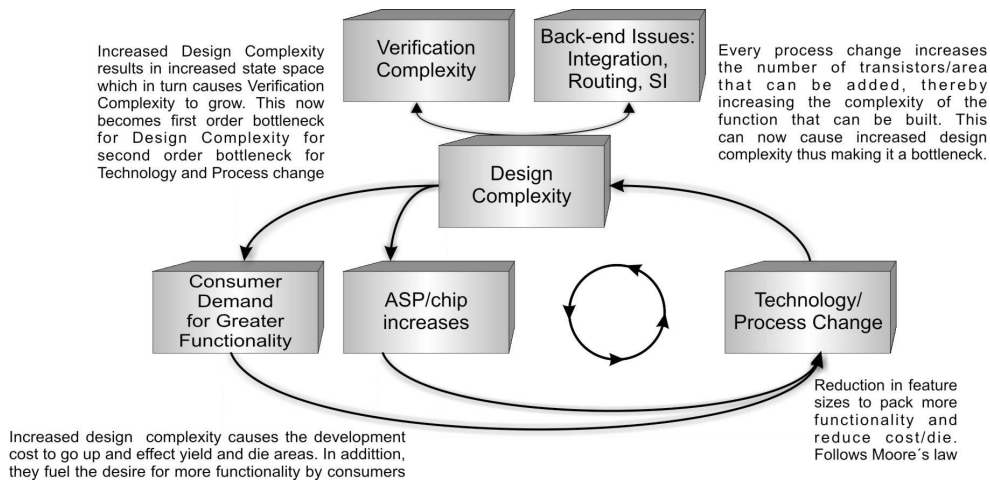 Increased Design Complexity
results in increased state space
which in turn causes Verification
Complexity to grow. This now
becomes first order bottleneck
for Design Complexity for
second order bottleneck for
Technology and Process change
Verification
Complexity
Back-end Issues:
Integration,
Routing, SI
Every process change increases
the number of transistors/area
that can be added, thereby
increasing the complexity of the
function that can be built. This
can now cause increased design
complexity thus making it a bottleneck.
Design
Complexity
Consumer
Demand
for Greater
Functionality
ASP/chip
increases
Technology/
Process Change
Reduction in feature
sizes to pack more
functionality and
reduce cost/die.
Follows Moore´s law
Increased design complexity causes the development
cost to go up and effect yield and die areas. In addittion,
they fuel the desire for more functionality by consumers